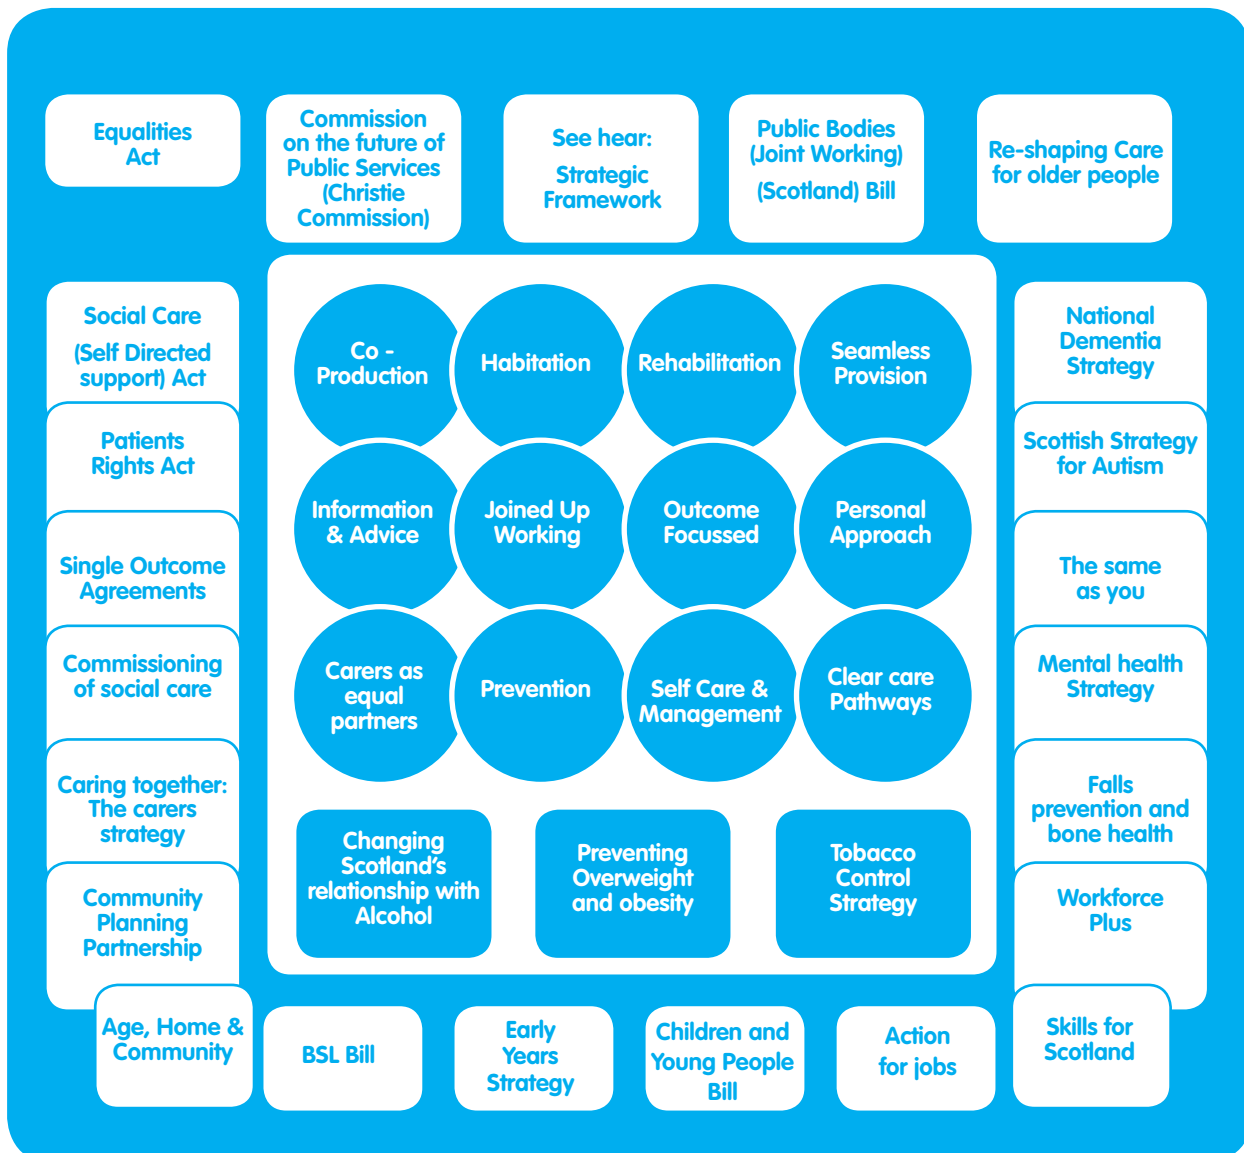 Equalities
Act
Commission
on the future of
Public Services
(Christie
Commission)
See hear:
Strategic
Framework
Public Bodies
(Joint Working)
(Scotland) Bill
Re-shaping Care
for older people
Social Care
(Self Directed
support) Act
Patients
Rights Act
Single Outcome
Agreements
Commissioning
of social care
Caring together:
The carers
strategy
Community
Planning
Partnership
Co -
Production
Habitation
Rehabilitation
Seamless
Provision
Information
& Advice
Joined Up
Working
Outcome
Focussed
Personal
Approach
Carers as
equal
partners
Prevention
Self Care &
Management
Clear care
Pathways
Changing
Scotland's
relationship with
Alcohol
Preventing
Overweight
and obesity
Tobacco
Control
Strategy
National
Dementia
Strategy
Scottish Strategy
for Autism
The same
as you
Mental health
Strategy
Falls
prevention and
bone health
Workforce
Plus
Age, Home &
Community
BSL Bill
Early
Years
Strategy
Children and
Young People
Bill
Action
for jobs
Skills for
Scotland